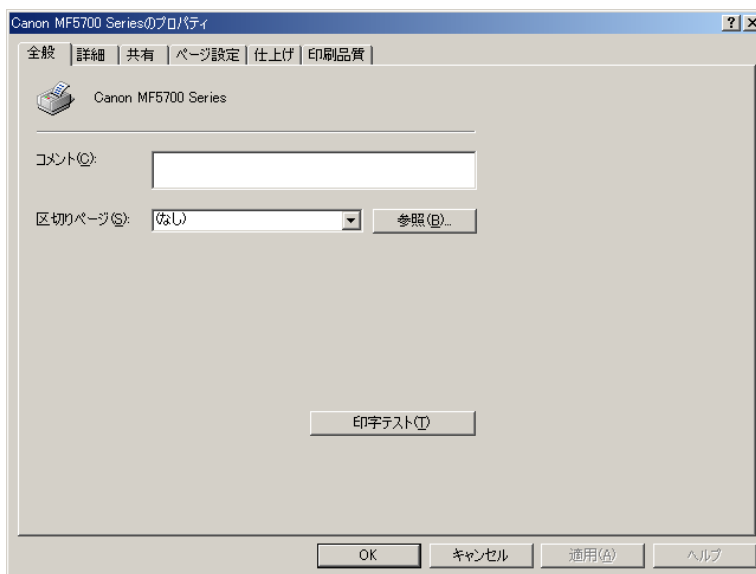 Canon MF5700 Seriesのプロパティ
全般 詳細 共有 ページ設定 仕上げ 印刷品質
Canon MF5700 Series
コメント(C):
区切りページ(S): (なし) 参照(B)...
印字テスト(T)
OK キャンセル 適用(A) ヘルプ